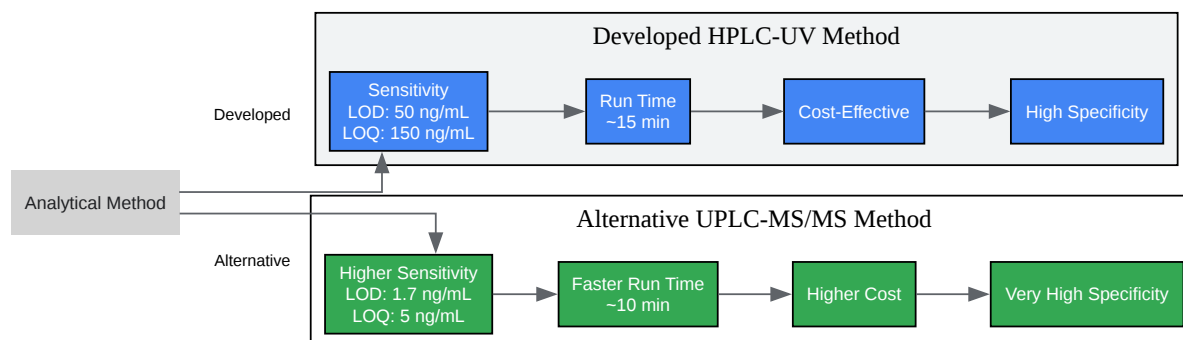 Developed HPLC-UV Method
Developed
Sensitivity
LOD: 50 ng/mL
LOQ: 150 ng/mL
Run Time
~15 min
Cost-Effective
High Specificity
Analytical Method
Alternative UPLC-MS/MS Method
Alternative
Higher Sensitivity
LOD: 1.7 ng/mL
LOQ: 5 ng/mL
Faster Run Time
~10 min
Higher Cost
Very High Specificity